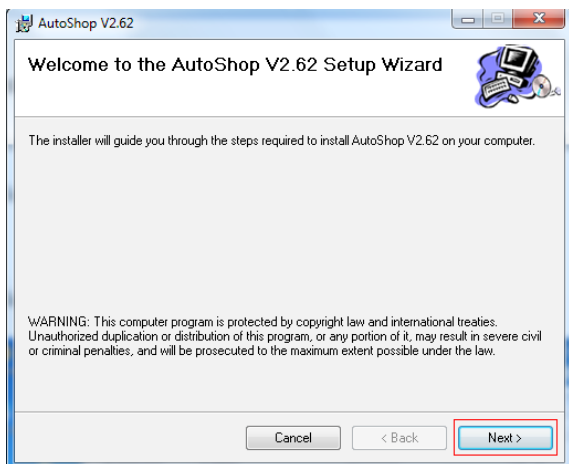 AutoShop V2.62
Welcome to the AutoShop V2.62 Setup Wizard
The installer will guide you through the steps required to install AutoShop V2.62 on your computer.
WARNING: This computer program is protected by copyright law and international treaties.
Unauthorized duplication or distribution of this program, or any portion of it, may result in severe civil
or criminal penalties, and will be prosecuted to the maximum extent possible under the law.
Cancel < Back Next >